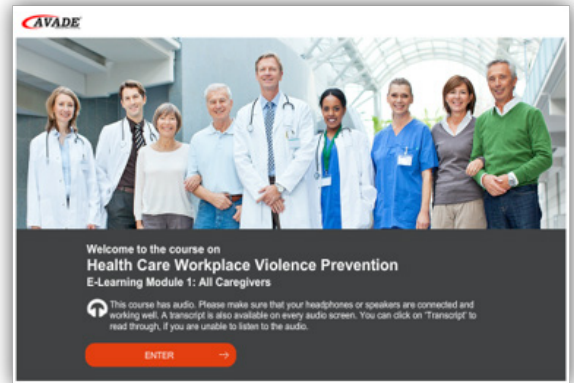 AVADE
Welcome to the course on
Health Care Workplace Violence Prevention
E-Learning Module 1: All Caregivers
This course has audio. Please make sure that your headphones or speakers are connected and
working well. A transcript is also available on every audio screen. You can click on 'Transcript' to
read through, if you are unable to listen to the audio.
ENTER →